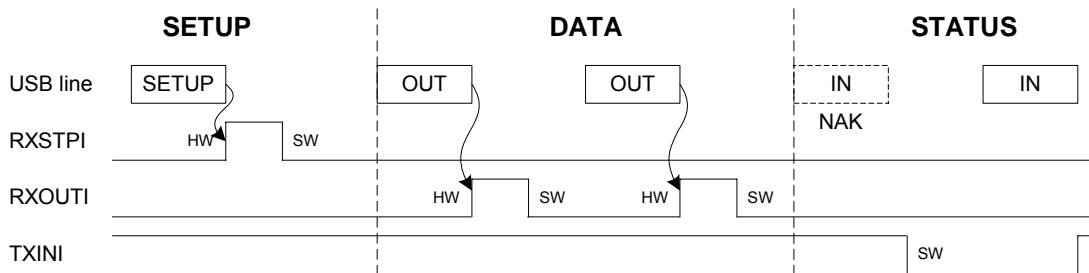 SETUP DATA STATUS
USB line SETUP OUT OUT IN IN
NAK
RXSTPI HW SW
RXOUTI HW SW HW SW
TXINI SW